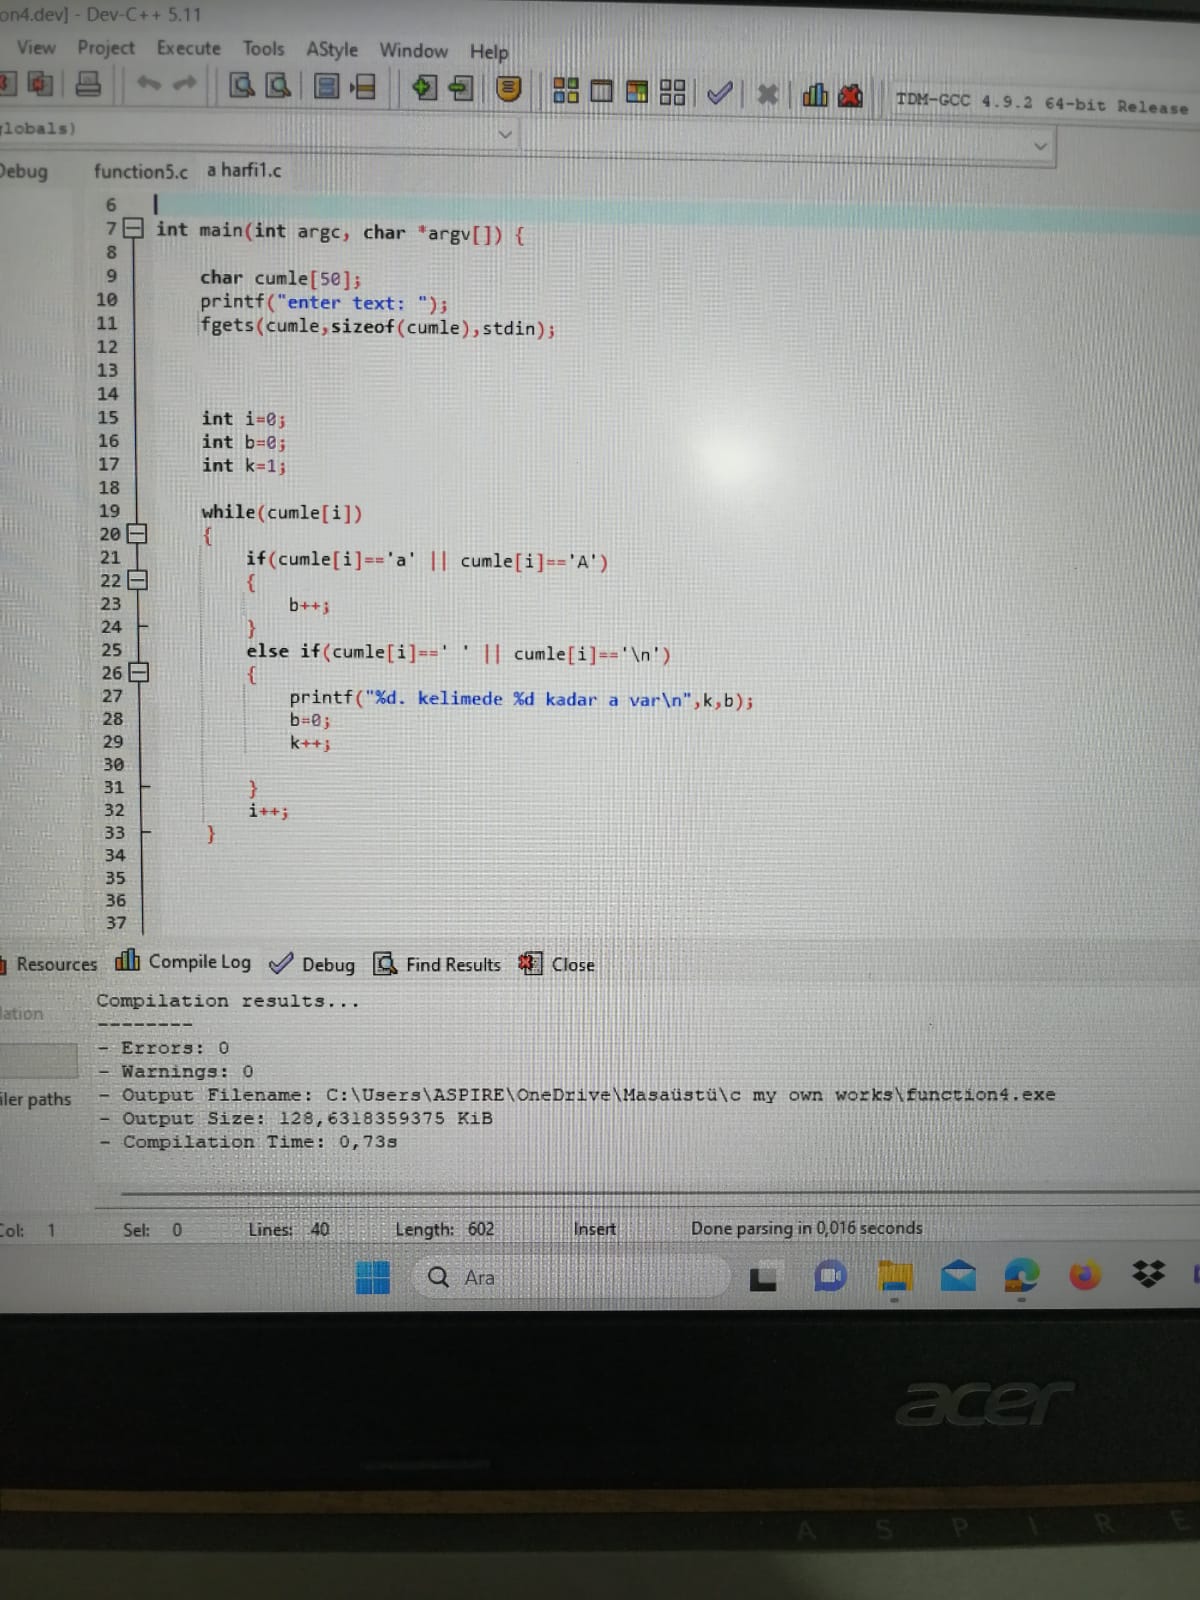 on4.dev] - Dev-C++ 5.11
View Project Execute Tools AStyle Window Help
TDM-GCC 4.9.2 64-bit Release
globals)
Debug function5.c a harfi1.c
6
7 int main(int argc, char *argv[]) {
8
9 char cumle[50];
10 printf("enter text: ");
11 fgets(cumle,sizeof(cumle),stdin);
12
13
14
15 int i=0;
16 int b=0;
17 int k=1;
18
19 while(cumle[i])
20 {
21 if(cumle[i]=='a' || cumle[i]=='A')
22 {
23 b++;
24 }
25 else if(cumle[i]==' ' || cumle[i]=='\n')
26 {
27 printf("%d. kelimede %d kadar a var\n",k,b);
28 b=0;
29 k++;
30
31 }
32 i++;
33 }
34
35
36
37
Resources Compile Log Debug Find Results Close
lation
Compilation results...
--------
- Errors: 0
- Warnings: 0
iler paths
- Output Filename: C:\Users\ASPIRE\OneDrive\Masaüstü\c my own works\function4.exe
- Output Size: 128,6318359375 KiB
- Compilation Time: 0,73s
Col: 1 Sel: 0 Lines: 40 Length: 602 Insert Done parsing in 0,016 seconds
Ara
acer
ASPIRE